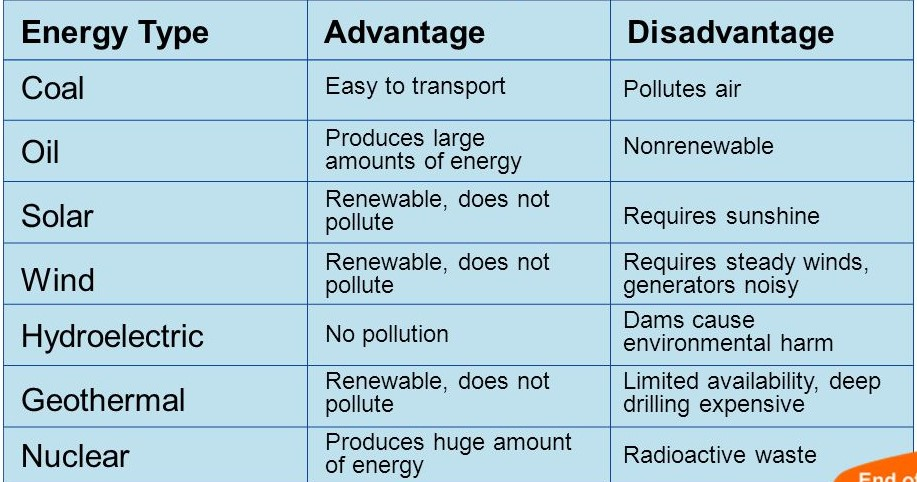 Energy Type Advantage Disadvantage
Coal Easy to transport Pollutes air
Oil Produces large
amounts of energy Nonrenewable
Solar Renewable, does not
pollute Requires sunshine
Wind Renewable, does not
pollute Requires steady winds,
generators noisy
Hydroelectric No pollution Dams cause
environmental harm
Geothermal Renewable, does not
pollute Limited availability, deep
drilling expensive
Nuclear Produces huge amount
of energy Radioactive waste
End of